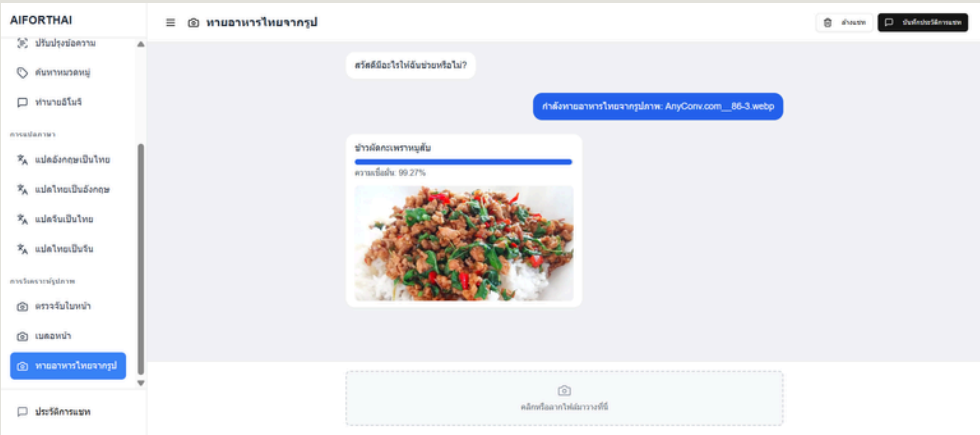 AIFORTHAI
ปรับปรุงข้อความ
ค้นหาหมวดหมู่
ทำนายอีโมจิ
การแปลภาษา
แปลอังกฤษเป็นไทย
แปลไทยเป็นอังกฤษ
แปลจีนเป็นไทย
แปลไทยเป็นจีน
การวิเคราะห์รูปภาพ
ตรวจจับใบหน้า
เบลอหน้า
ทายอาหารไทยจากรูป
ประวัติการแชท
ทายอาหารไทยจากรูป
ล้างแชท
บันทึกประวัติการแชท
สวัสดีมีอะไรให้ฉันช่วยหรือไม่?
กำลังทายอาหารไทยจากรูปภาพ: AnyConv.com__86-3.webp
ข้าวผัดกะเพราหมูสับ
ความเชื่อมั่น: 99.27%
คลิกหรือลากไฟล์มาวางที่นี่